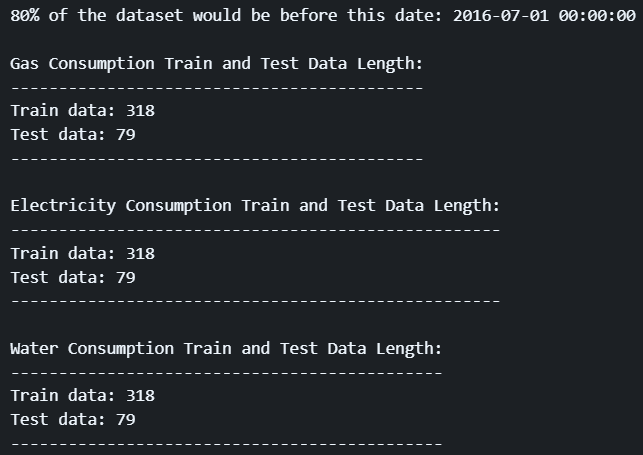 80% of the dataset would be before this date: 2016-07-01 00:00:00
Gas Consumption Train and Test Data Length:
-------------------------------------------
Train data: 318
Test data: 79
-------------------------------------------
Electricity Consumption Train and Test Data Length:
---------------------------------------------------
Train data: 318
Test data: 79
---------------------------------------------------
Water Consumption Train and Test Data Length:
---------------------------------------------
Train data: 318
Test data: 79
---------------------------------------------